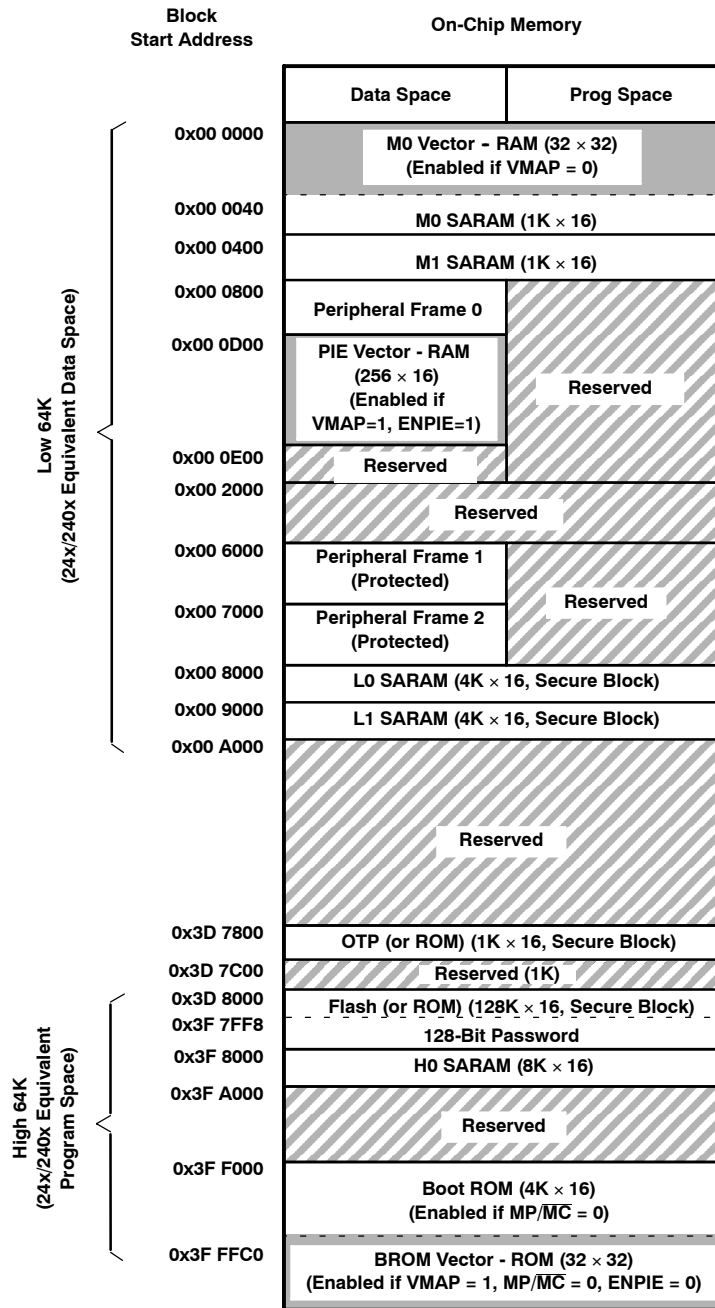 Block
Start Address
On-Chip Memory
Data Space
Prog Space
0x00 0000
M0 Vector - RAM (32 × 32)
(Enabled if VMAP = 0)
0x00 0040
M0 SARAM (1K × 16)
0x00 0400
M1 SARAM (1K × 16)
0x00 0800
Peripheral Frame 0
0x00 0D00
PIE Vector - RAM
(256 × 16)
(Enabled if
VMAP=1, ENPIE=1)
Reserved
0x00 0E00
Reserved
0x00 2000
Reserved
0x00 6000
Peripheral Frame 1
(Protected)
Reserved
0x00 7000
Peripheral Frame 2
(Protected)
0x00 8000
L0 SARAM (4K × 16, Secure Block)
0x00 9000
L1 SARAM (4K × 16, Secure Block)
0x00 A000
Low 64K
(24x/240x Equivalent Data Space)
Reserved
0x3D 7800
OTP (or ROM) (1K × 16, Secure Block)
0x3D 7C00
Reserved (1K)
0x3D 8000
Flash (or ROM) (128K × 16, Secure Block)
0x3F 7FF8
128-Bit Password
0x3F 8000
H0 SARAM (8K × 16)
0x3F A000
Reserved
0x3F F000
Boot ROM (4K × 16)
(Enabled if MP/M̅C̅ = 0)
0x3F FFC0
BROM Vector - ROM (32 × 32)
(Enabled if VMAP = 1, MP/M̅C̅ = 0, ENPIE = 0)
High 64K
(24x/240x Equivalent
Program Space)